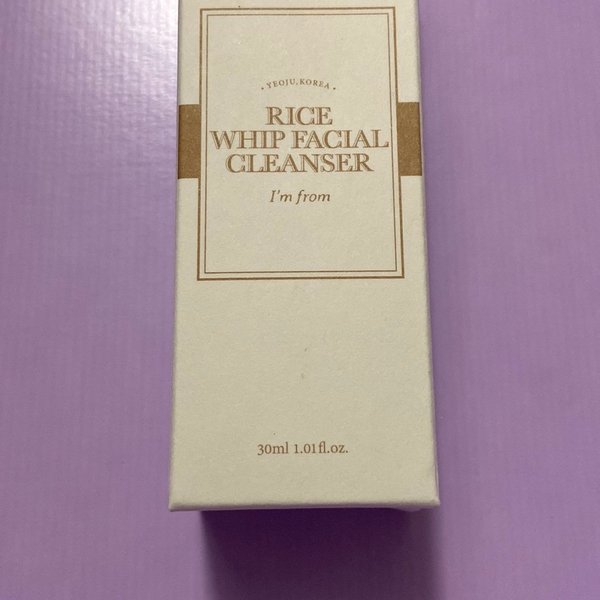 • YEOJU, KOREA •
RICE
WHIP FACIAL
CLEANSER
I'm from
30ml 1.01fl.oz.